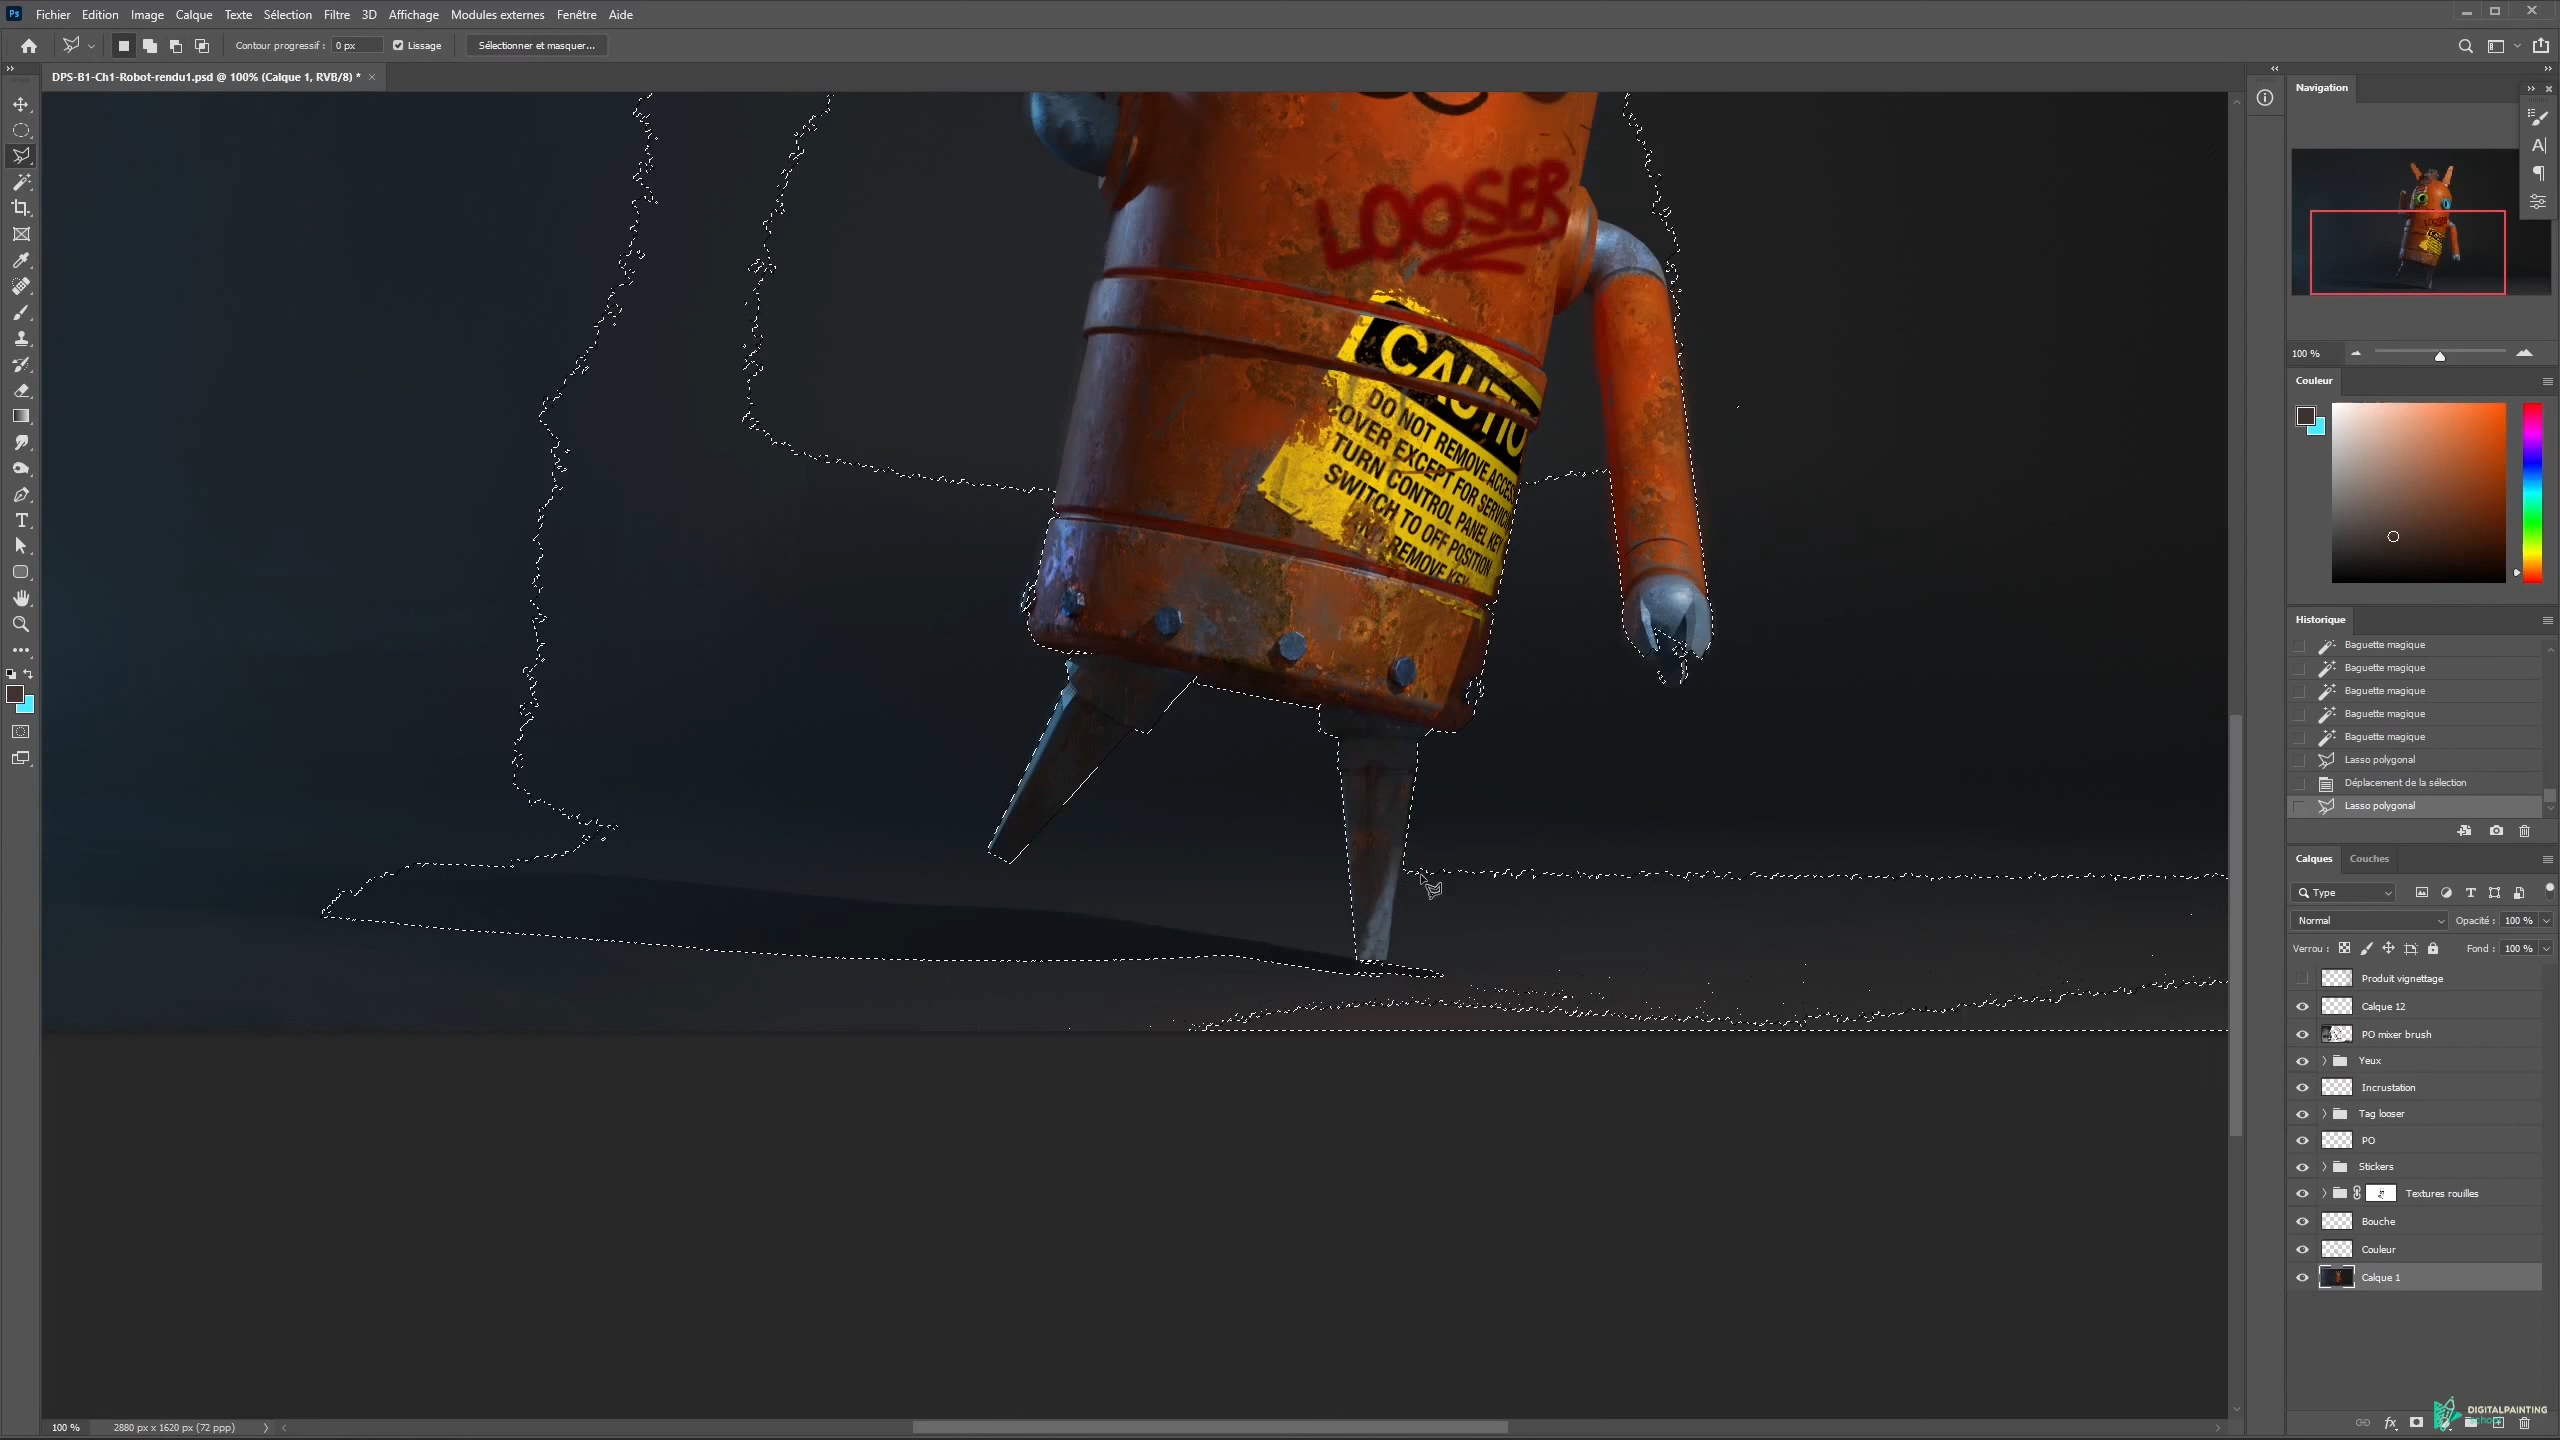 Ps Fichier Edition Image Calque Texte Sélection Filtre 3D Affichage Modules externes Fenêtre Aide
Contour progressif : 0 px Lissage Sélectionner et masquer...
DPS-B1-Ch1-Robot-rendu1.psd @ 100% (Calque 1, RVB/8) *
Navigation
LOOSER
CAUTIO
DO NOT REMOVE ACCESS
COVER EXCEPT FOR SERVICI
TURN CONTROL PANEL KEY
SWITCH TO OFF POSITION
REMOVE KEY
100 %
Couleur
Historique
Baguette magique
Baguette magique
Baguette magique
Baguette magique
Baguette magique
Lasso polygonal
Déplacement de la sélection
Lasso polygonal
Calques Couches
Type
Normal Opacité : 100 %
Verrou : Fond : 100 %
Produit vignettage
Calque 12
PO mixer brush
Yeux
Incrustation
Tag looser
PO
Stickers
Textures rouilles
Bouche
Couleur
Calque 1
DIGITALPAINTING
100 % 2880 px x 1620 px (72 ppp)
fx